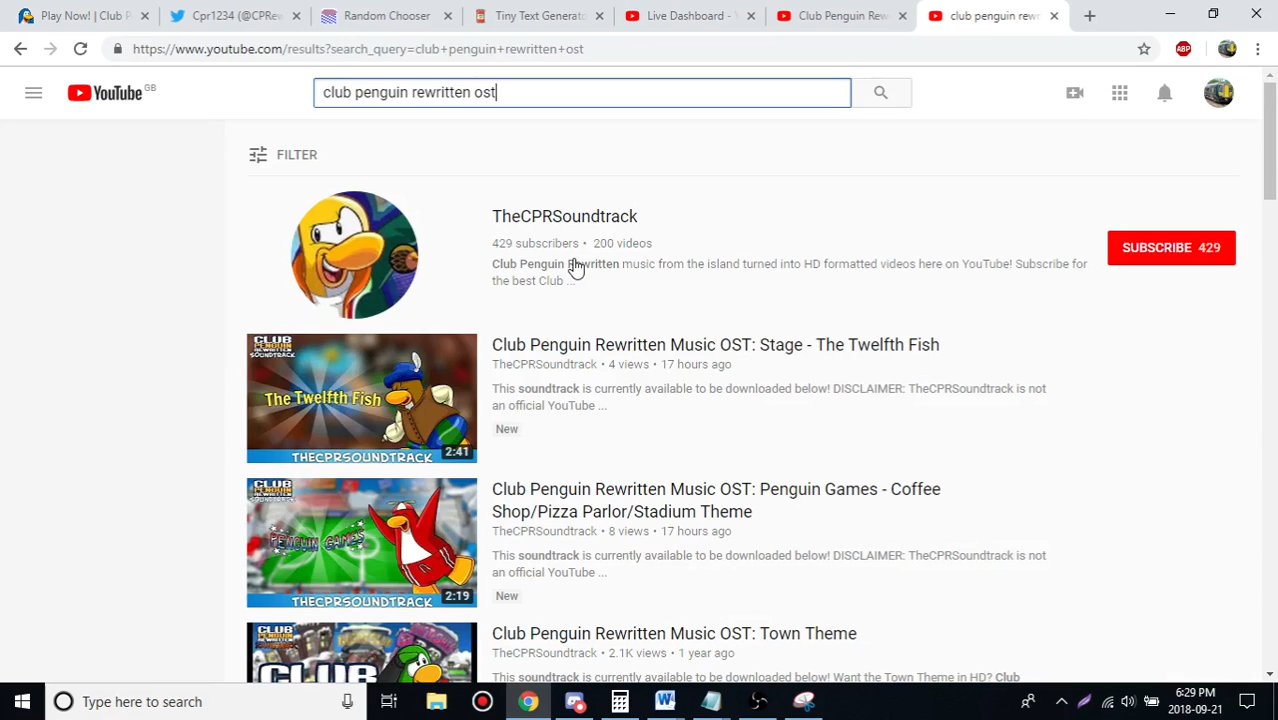 Play Now! | Club P
Cpr1234 (@CPRew
Random Chooser
Tiny Text Generato
Live Dashboard - Y
Club Penguin Rew
club penguin rewr
https://www.youtube.com/results?search_query=club+penguin+rewritten+ost
ABP
YouTube GB
club penguin rewritten ost
FILTER
TheCPRSoundtrack
429 subscribers • 200 videos
Club Penguin Rewritten music from the island turned into HD formatted videos here on YouTube! Subscribe for
the best Club ...
SUBSCRIBE 429
CLUB PENGUIN REWRITTEN SOUNDTRACK
The Twelfth Fish
2:41
THECPRSOUNDTRACK
Club Penguin Rewritten Music OST: Stage - The Twelfth Fish
TheCPRSoundtrack • 4 views • 17 hours ago
This soundtrack is currently available to be downloaded below! DISCLAIMER: TheCPRSoundtrack is not
an official YouTube ...
New
CLUB PENGUIN REWRITTEN SOUNDTRACK
PENGUIN GAMES
2:19
THECPRSOUNDTRACK
Club Penguin Rewritten Music OST: Penguin Games - Coffee
Shop/Pizza Parlor/Stadium Theme
TheCPRSoundtrack • 8 views • 17 hours ago
This soundtrack is currently available to be downloaded below! DISCLAIMER: TheCPRSoundtrack is not
an official YouTube ...
New
CLUB PENGUIN
CLUB
Club Penguin Rewritten Music OST: Town Theme
TheCPRSoundtrack • 2.1K views • 1 year ago
This soundtrack is currently available to be downloaded below! Want the Town Theme in HD? Club
Type here to search
6:29 PM
2018-09-21